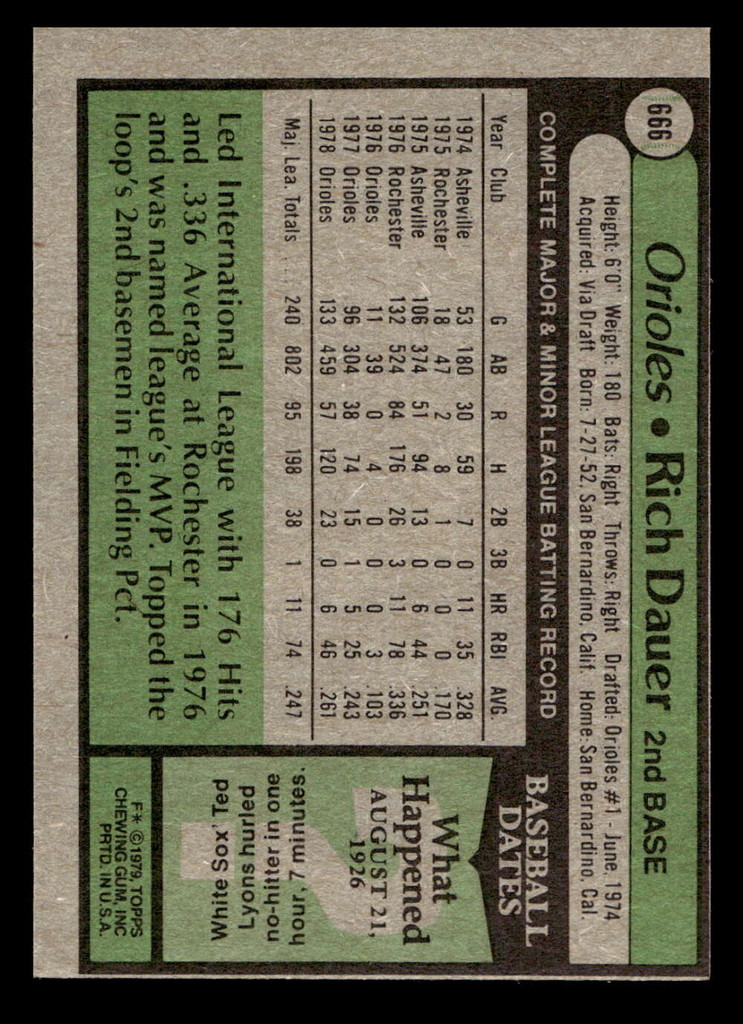 666
Orioles • Rich Dauer 2nd BASE
Height: 6'0" Weight: 180 Bats: Right Throws: Right Drafted: Orioles #1 - June, 1974
Acquired: Via Draft Born: 7-27-52, San Bernardino, Calif. Home: San Bernardino, Cal.
COMPLETE MAJOR & MINOR LEAGUE BATTING RECORD
Year Club G AB R H 2B 3B HR RBI AVG.
1974 Asheville 53 180 30 59 7 0 11 35 .328
1975 Rochester 18 47 2 8 1 0 0 0 .170
1975 Asheville 106 374 51 94 13 0 6 44 .251
1976 Rochester 132 524 84 176 26 3 11 78 .336
1976 Orioles 11 39 0 4 0 0 0 3 .103
1977 Orioles 96 304 38 74 15 1 5 25 .243
1978 Orioles 133 459 57 120 23 0 6 46 .261
Maj. Lea. Totals .... 240 802 95 198 38 1 11 74 .247
Led International League with 176 Hits
and .336 Average at Rochester in 1976
and was named league's MVP. Topped the
loop's 2nd basemen in Fielding Pct.
BASEBALL
DATES
What
Happened
AUGUST 21,
1926
White Sox' Ted
Lyons hurled
no-hitter in one
hour, 7 minutes.
F* © 1979, TOPPS
CHEWING GUM, INC
PRTD. IN U.S.A.